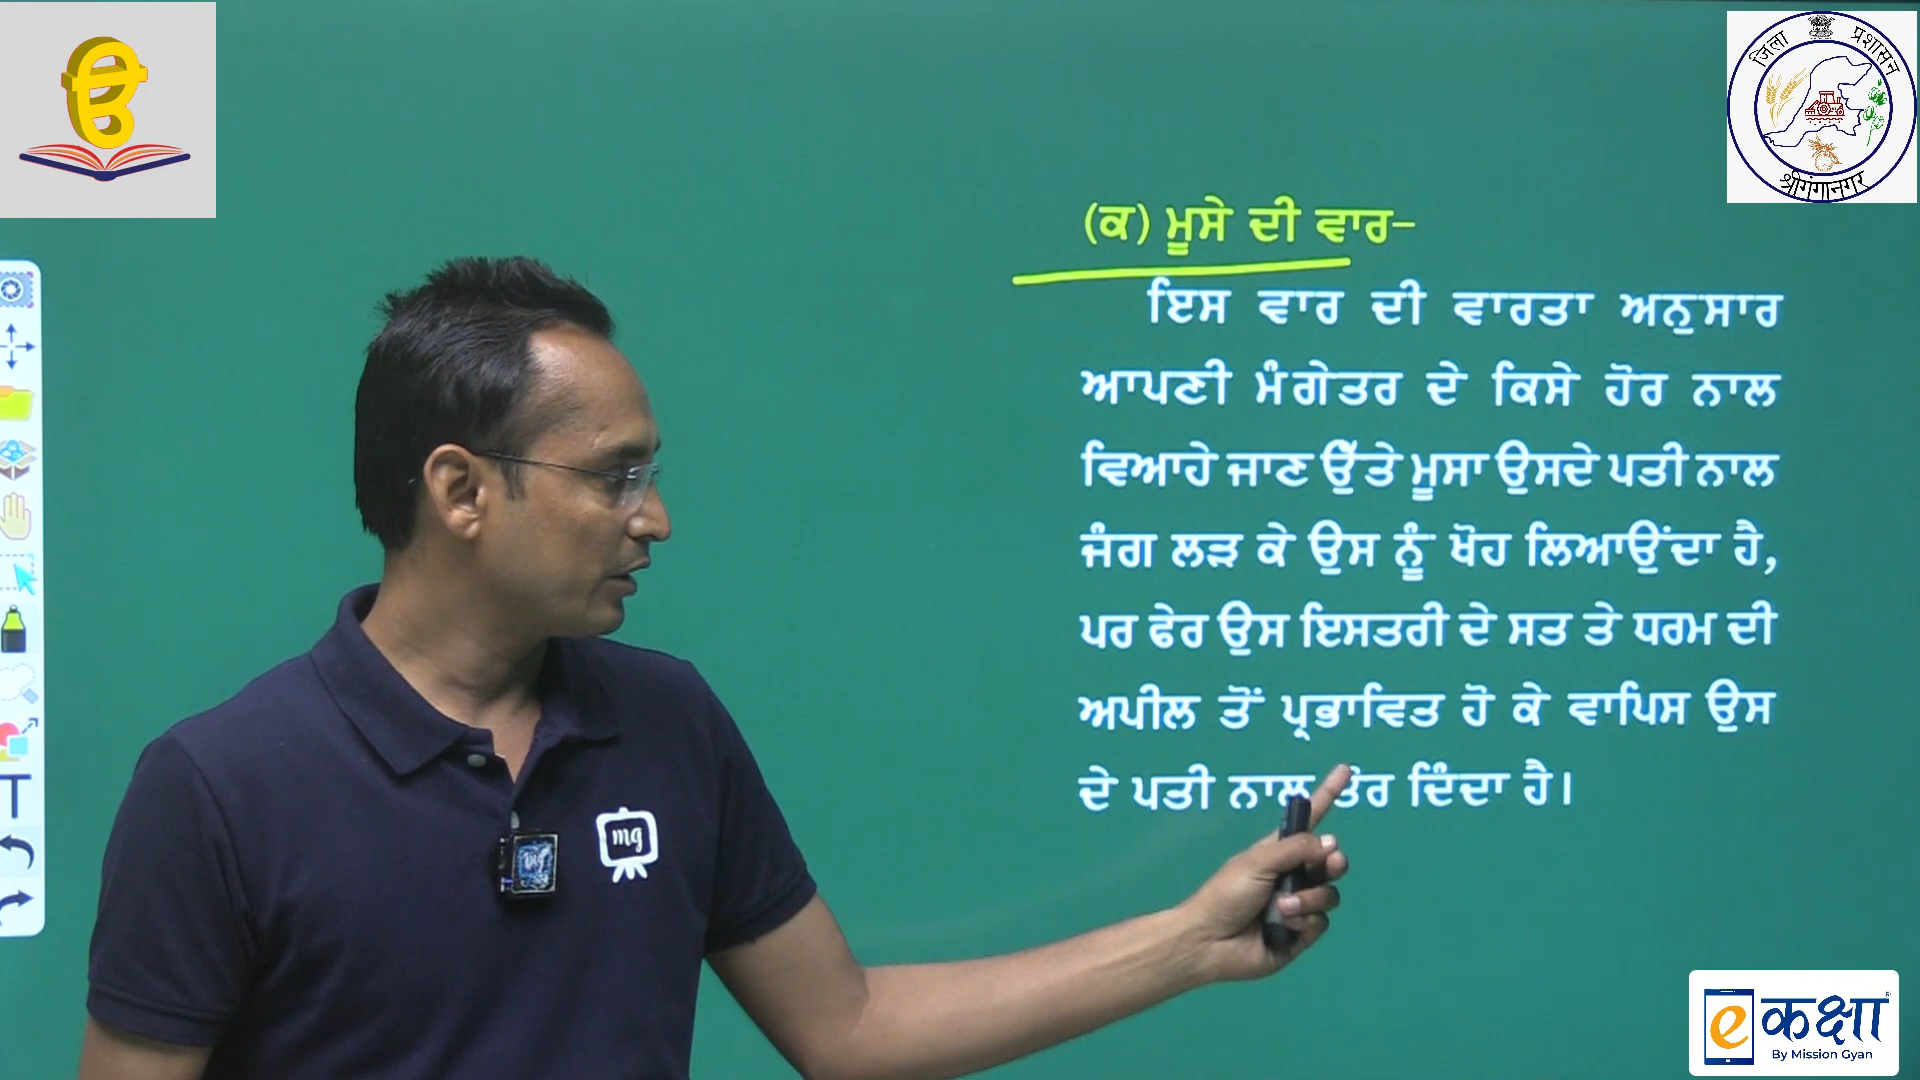 जिला प्रशासन
श्रीगंगानगर
(ਕ) ਮੂਸੇ ਦੀ ਵਾਰ-
ਇਸ ਵਾਰ ਦੀ ਵਾਰਤਾ ਅਨੁਸਾਰ
ਆਪਣੀ ਮੰਗੇਤਰ ਦੇ ਕਿਸੇ ਹੋਰ ਨਾਲ
ਵਿਆਹੇ ਜਾਣ ਉੱਤੇ ਮੂਸਾ ਉਸਦੇ ਪਤੀ ਨਾਲ
ਜੰਗ ਲੜ ਕੇ ਉਸ ਨੂੰ ਖੋਹ ਲਿਆਉਂਦਾ ਹੈ,
ਪਰ ਫੇਰ ਉਸ ਇਸਤਰੀ ਦੇ ਸਤ ਤੇ ਧਰਮ ਦੀ
ਅਪੀਲ ਤੋਂ ਪ੍ਰਭਾਵਿਤ ਹੋ ਕੇ ਵਾਪਿਸ ਉਸ
ਦੇ ਪਤੀ ਨਾਲ ਤੋਰ ਦਿੰਦਾ ਹੈ।
mg
T
e कक्षा
By Mission Gyan